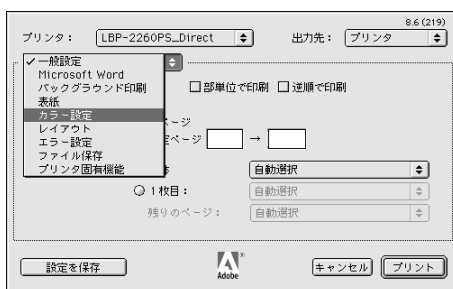 8.6 (219)
プリンタ： LBP-2260PS_Direct 出力先： プリンタ
✓一般設定
Microsoft Word
バックグラウンド印刷 部単位で印刷 逆順で印刷
表紙
カラー設定
レイアウト ページ
エラー設定 ページ →
ファイル保存
プリンタ固有機能 自動選択
1 枚目： 自動選択
残りのページ： 自動選択
設定を保存 Adobe ® キャンセル プリント